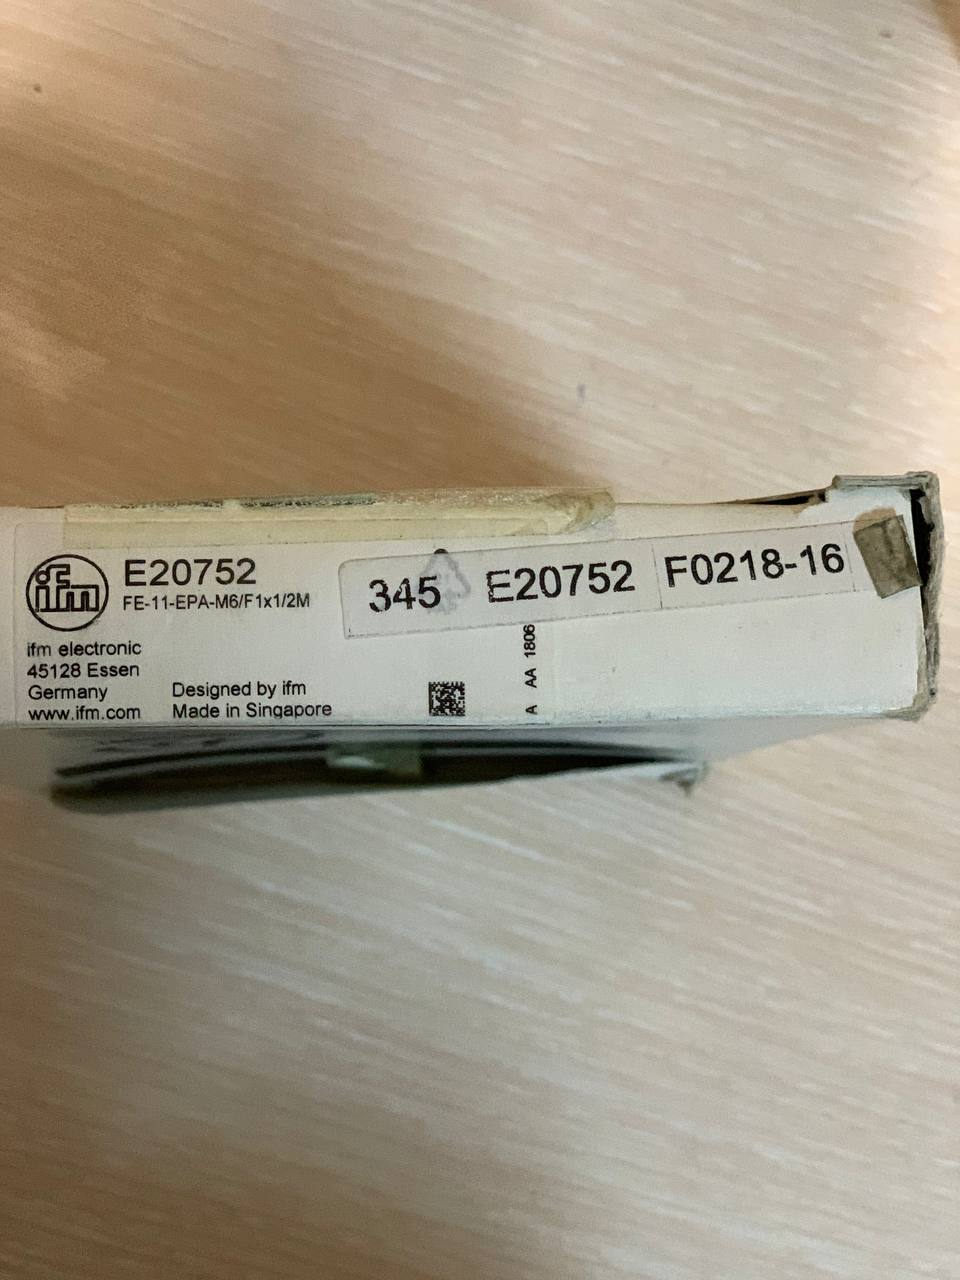 ifm
E20752
FE-11-EPA-M6/F1x1/2M
ifm electronic
45128 Essen
Germany
www.ifm.com
Designed by ifm
Made in Singapore
345 E20752 F0218-16
A AA 1806